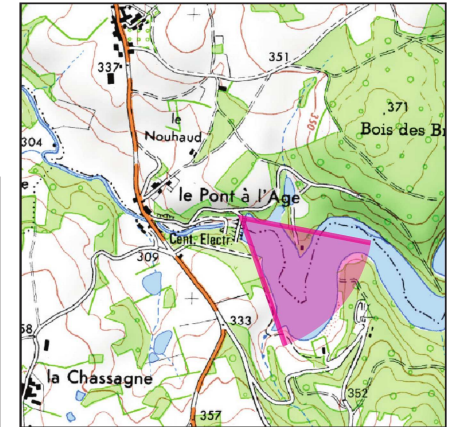 351
337
371
Bois des B
le
Nouhaud
350
304
le Pont à l'Age
e
Cent. Electr.
309
333
58
la Chassagne
352
357